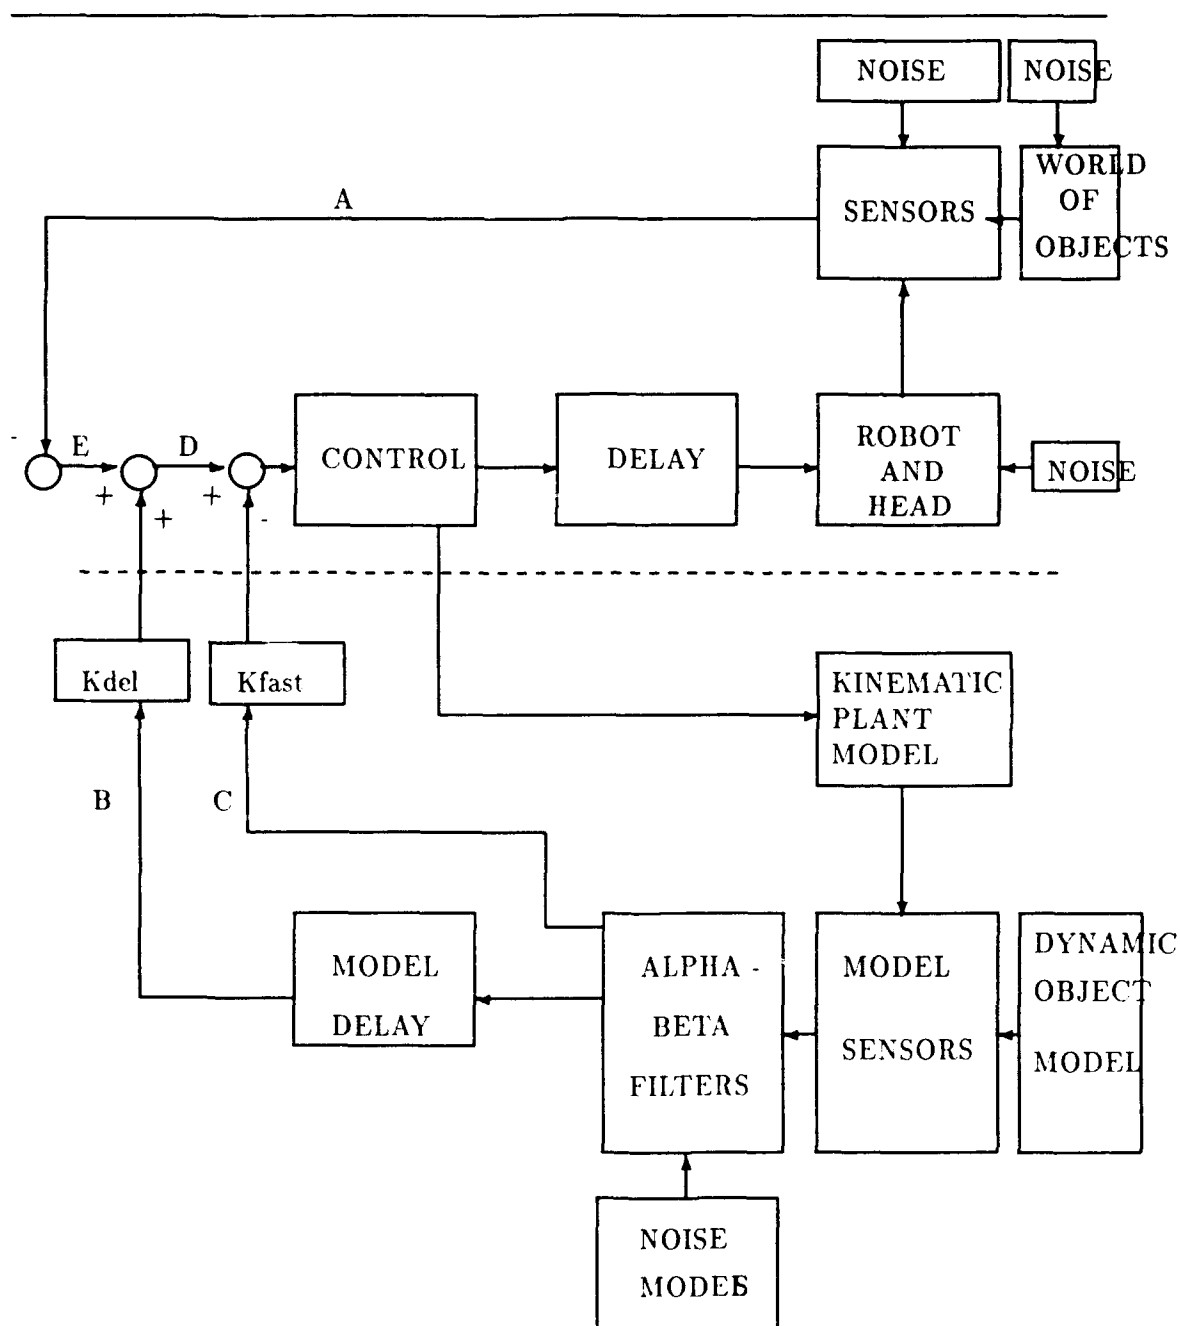 NOISE
NOISE
WORLD
OF
OBJECTS
SENSORS
A
-
E
D
+
+
+
-
CONTROL
DELAY
ROBOT
AND
HEAD
NOISE
Kdel
Kfast
KINEMATIC
PLANT
MODEL
B
C
MODEL
DELAY
ALPHA -
BETA
FILTERS
MODEL
SENSORS
DYNAMIC
OBJECT
MODEL
NOISE